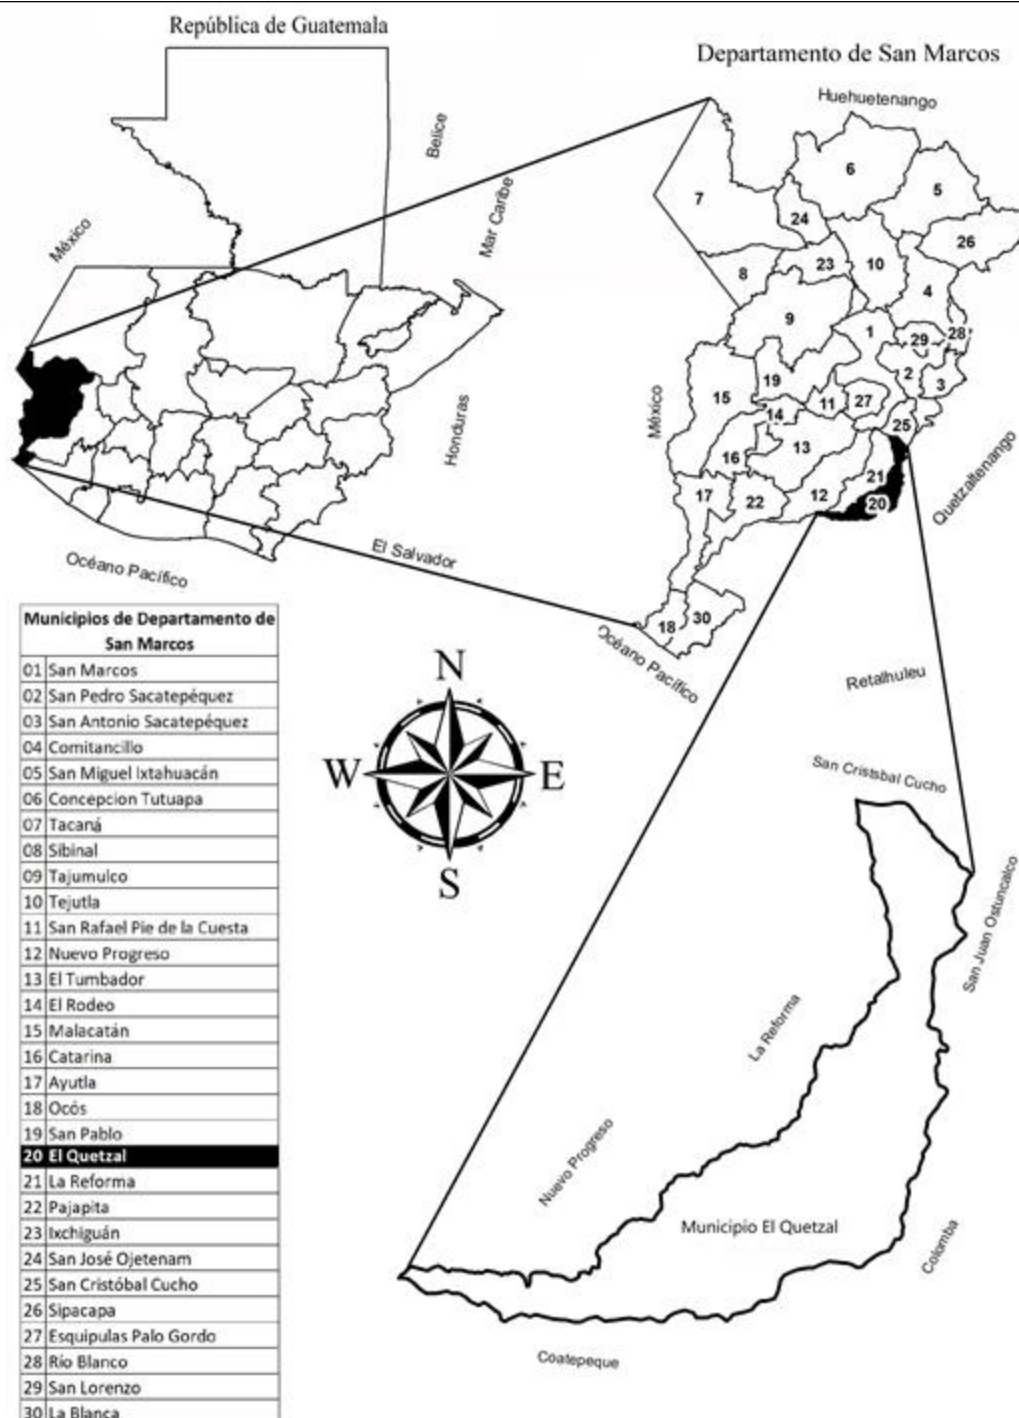 República de Guatemala
Departamento de San Marcos
Huehuetenango
Belice
Mar Caribe
México
Honduras
El Salvador
Océano Pacífico
6
5
7
24
26
23
10
8
4
9
1
28
29
2
3
19
15
11
27
14
25
13
16
21
17
22
12
20
30
18
México
Quetzaltenango
Océano Pacífico
Retalhuleu
Municipios de Departamento de
San Marcos
01 San Marcos
02 San Pedro Sacatepéquez
03 San Antonio Sacatepéquez
04 Comitancillo
05 San Miguel Ixtahuacán
06 Concepcion Tutuapa
07 Tacaná
08 Sibinal
09 Tajumulco
10 Tejutla
11 San Rafael Pie de la Cuesta
12 Nuevo Progreso
13 El Tumbador
14 El Rodeo
15 Malacatán
16 Catarina
17 Ayutla
18 Ocós
19 San Pablo
20 El Quetzal
21 La Reforma
22 Pajapita
23 Ixchiguán
24 San José Ojetenam
25 San Cristóbal Cucho
26 Sipacapa
27 Esquipulas Palo Gordo
28 Río Blanco
29 San Lorenzo
30 La Blanca
N
W
E
S
San Cristsbal Cucho
San Juan Ostuncalco
La Reforma
Nuevo Progreso
Municipio El Quetzal
Colomba
Coatepeque